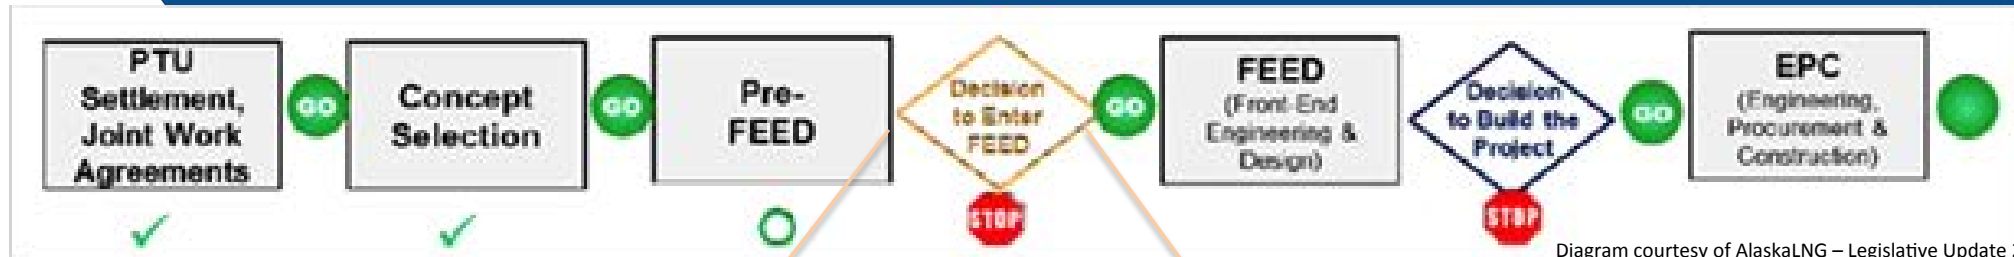 PTU
Settlement,
Joint Work
Agreements
GO
Concept
Selection
GO
Pre-
FEED
Decision
to Enter
FEED
STOP
GO
FEED
(Front-End
Engineering &
Design)
Decision
to Build the
Project
STOP
GO
EPC
(Engineering,
Procurement &
Construction)
Diagram courtesy of AlaskaLNG – Legislative Update